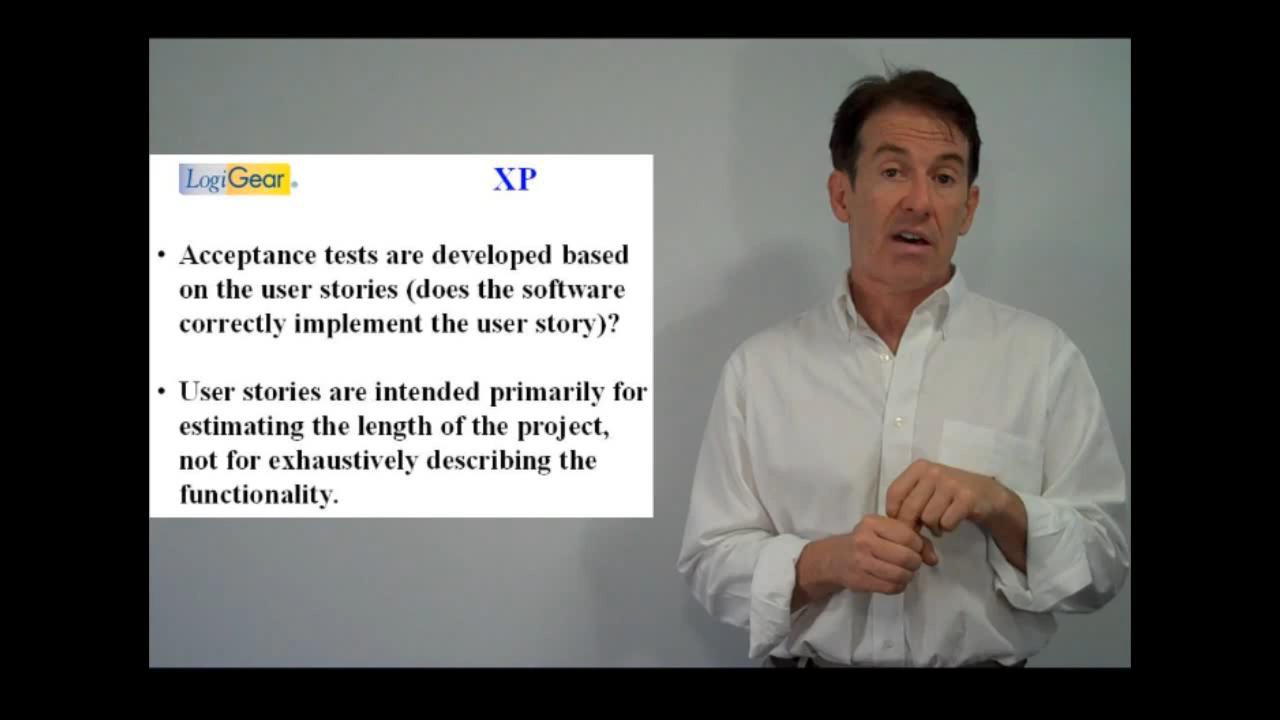 LogiGear®
XP
• Acceptance tests are developed based
on the user stories (does the software
correctly implement the user story)?
• User stories are intended primarily for
estimating the length of the project,
not for exhaustively describing the
functionality.